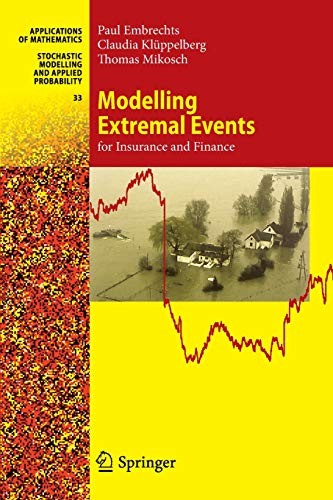 APPLICATIONS
OF MATHEMATICS
STOCHASTIC
MODELLING
AND APPLIED
PROBABILITY
33
Paul Embrechts
Claudia Klüppelberg
Thomas Mikosch
Modelling
Extremal Events
for Insurance and Finance
Springer